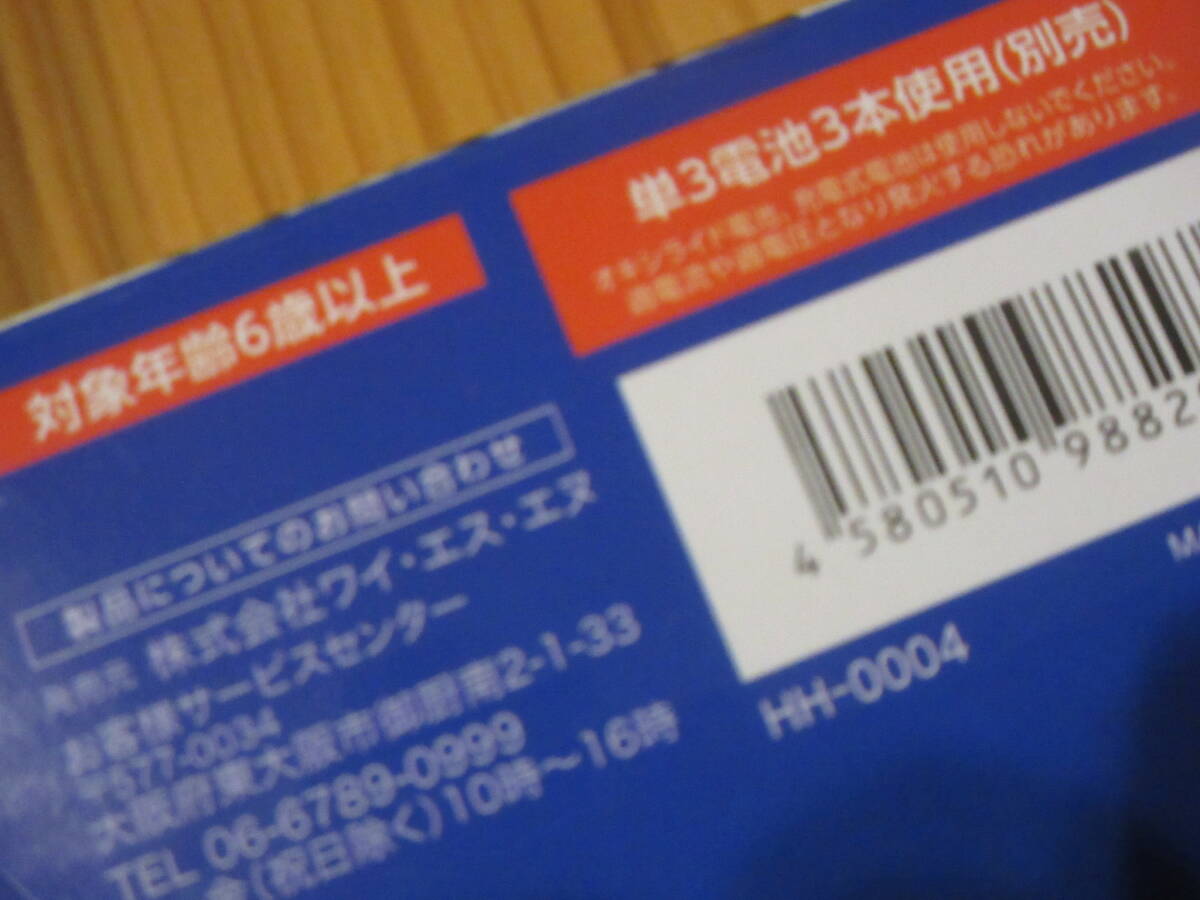 対象年齢6歳以上
単3電池3本使用(別売)
オキシライド電池、充電式電池は使用しないでください。
過電流や過電圧となり発火する恐れがあります。
製品についてのお問い合わせ
発売元 株式会社ワイ・エス・エヌ
お客様サービスセンター
〒577-0034
大阪府東大阪市御厨南2-1-33
TEL 06-6789-0999
金(祝日除く)10時～16時
4 580510 9882
HH-0004
MA